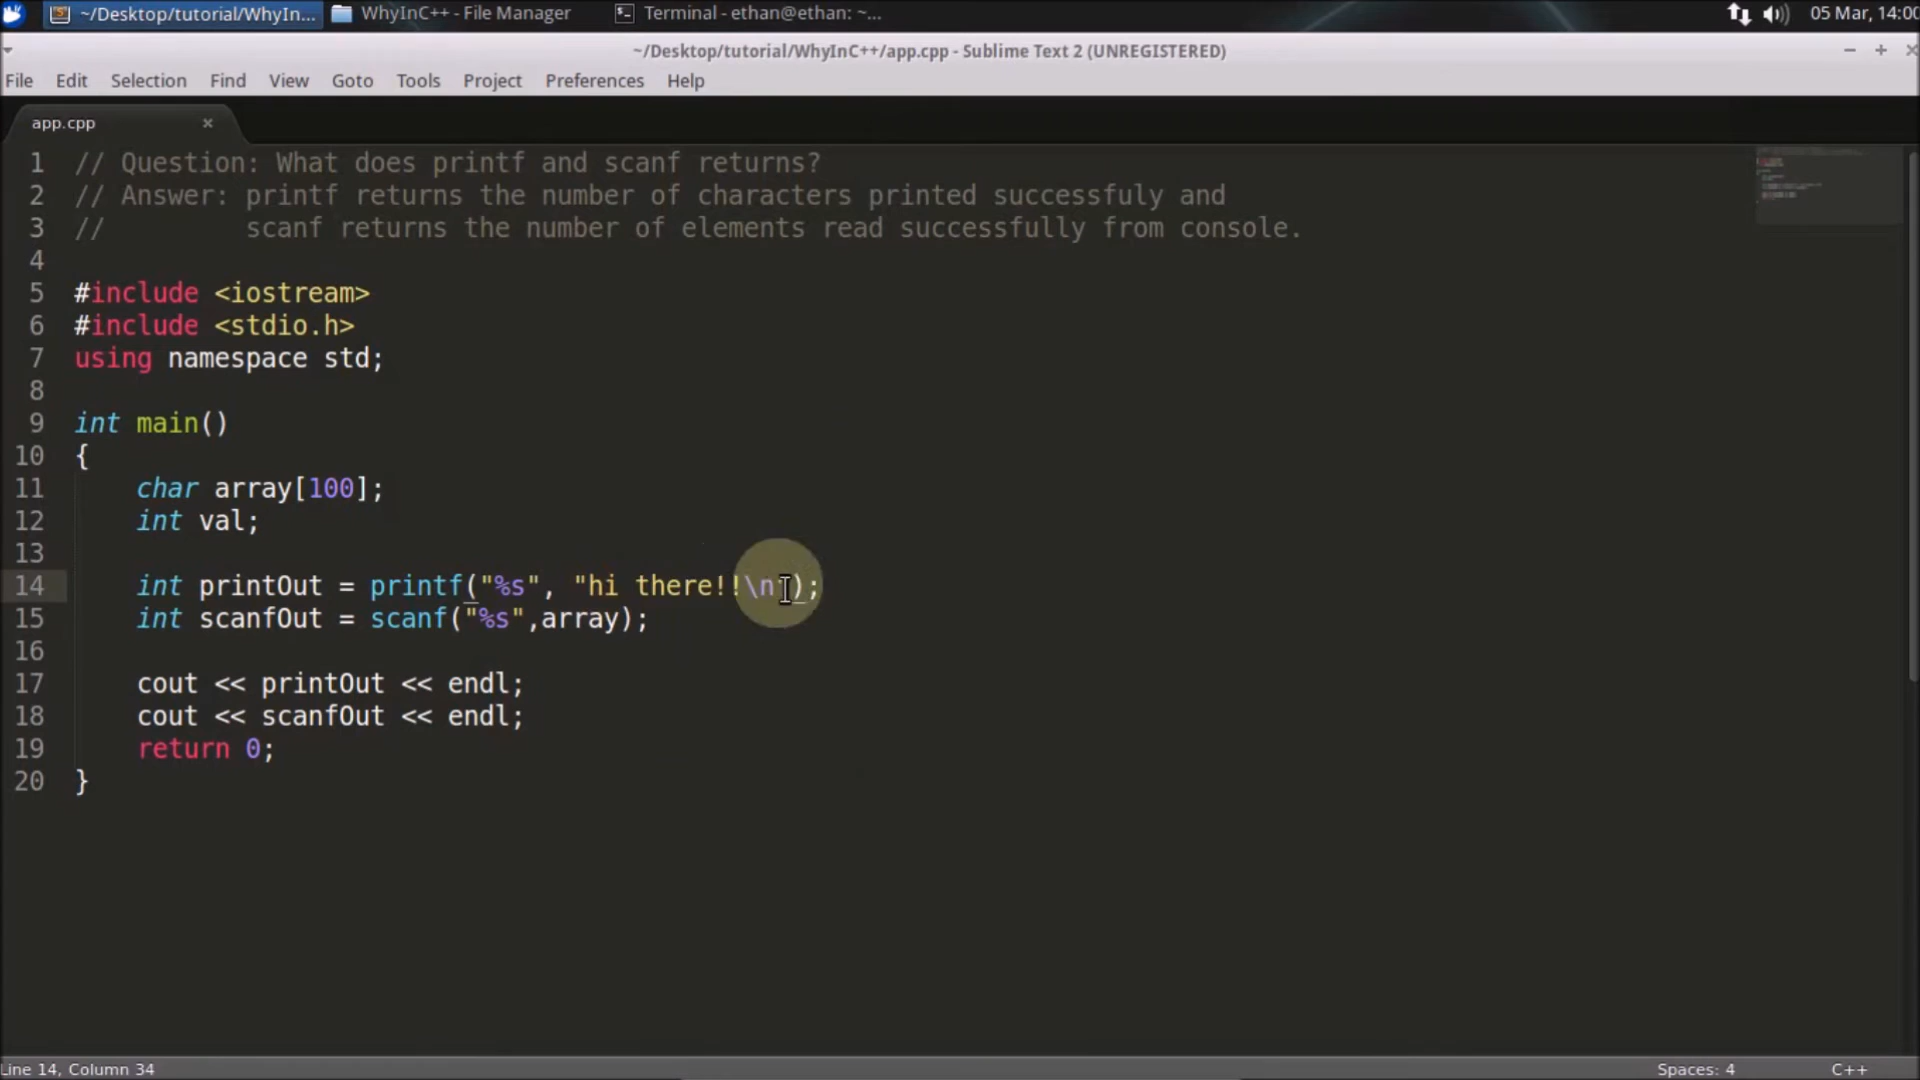 ~/Desktop/tutorial/WhyIn... WhyInC++ - File Manager Terminal - ethan@ethan: ~... 05 Mar, 14:00
~/Desktop/tutorial/WhyInC++/app.cpp - Sublime Text 2 (UNREGISTERED)
File Edit Selection Find View Goto Tools Project Preferences Help
app.cpp
1 // Question: What does printf and scanf returns?
2 // Answer: printf returns the number of characters printed successfuly and
3 // scanf returns the number of elements read successfully from console.
4
5 #include <iostream>
6 #include <stdio.h>
7 using namespace std;
8
9 int main()
10 {
11 char array[100];
12 int val;
13
14 int printOut = printf("%s", "hi there!!\n");
15 int scanfOut = scanf("%s",array);
16
17 cout << printOut << endl;
18 cout << scanfOut << endl;
19 return 0;
20 }
Line 14, Column 34 Spaces: 4 C++